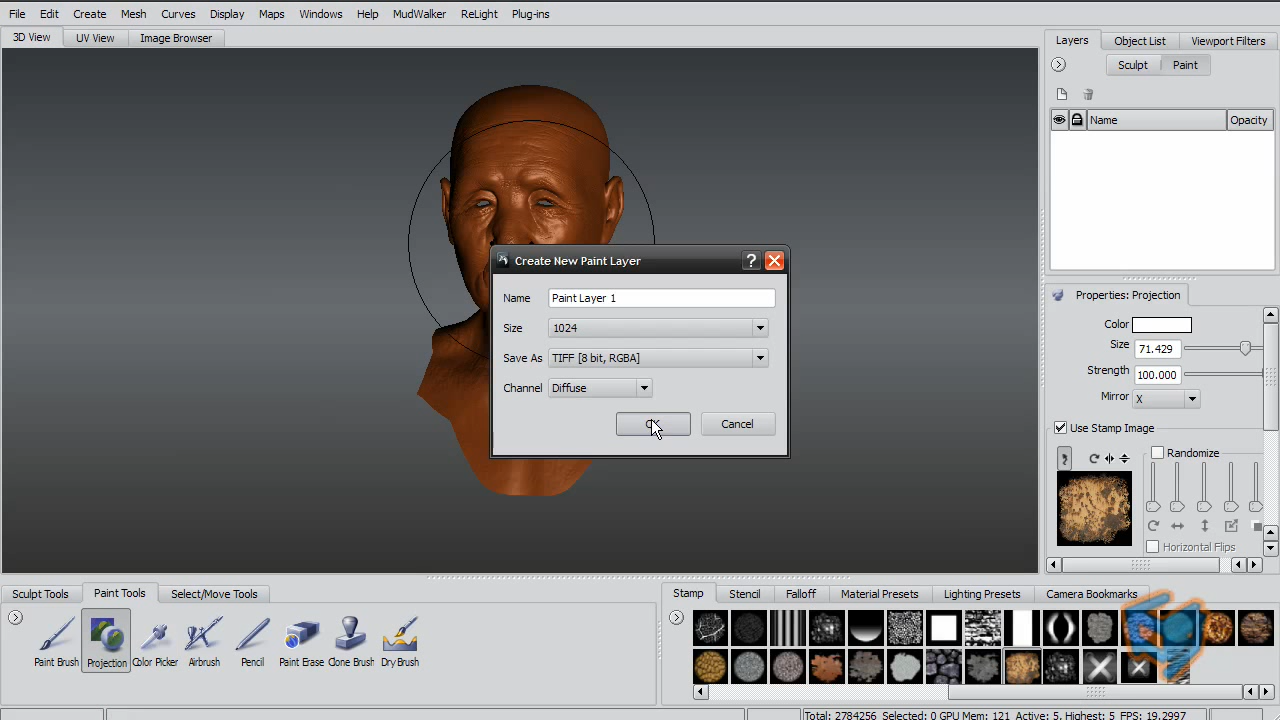 File Edit Create Mesh Curves Display Maps Windows Help MudWalker ReLight Plug-ins
3D View UV View Image Browser
Layers Object List Viewport Filters
Sculpt Paint
Name Opacity
Create New Paint Layer ?
Name Paint Layer 1
Size 1024
Save As TIFF [8 bit, RGBA]
Channel Diffuse
Cancel
Properties: Projection
Color
Size 71.429
Strength 100.000
Mirror X
Use Stamp Image
Randomize
Horizontal Flips
Sculpt Tools Paint Tools Select/Move Tools
Paint Brush Projection Color Picker Airbrush Pencil Paint Erase Clone Brush Dry Brush
Stamp Stencil Falloff Material Presets Lighting Presets Camera Bookmarks
Total: 2784256 Selected: 0 GPU Mem: 121 Active: 5, Highest: 5 FPS: 19.2997